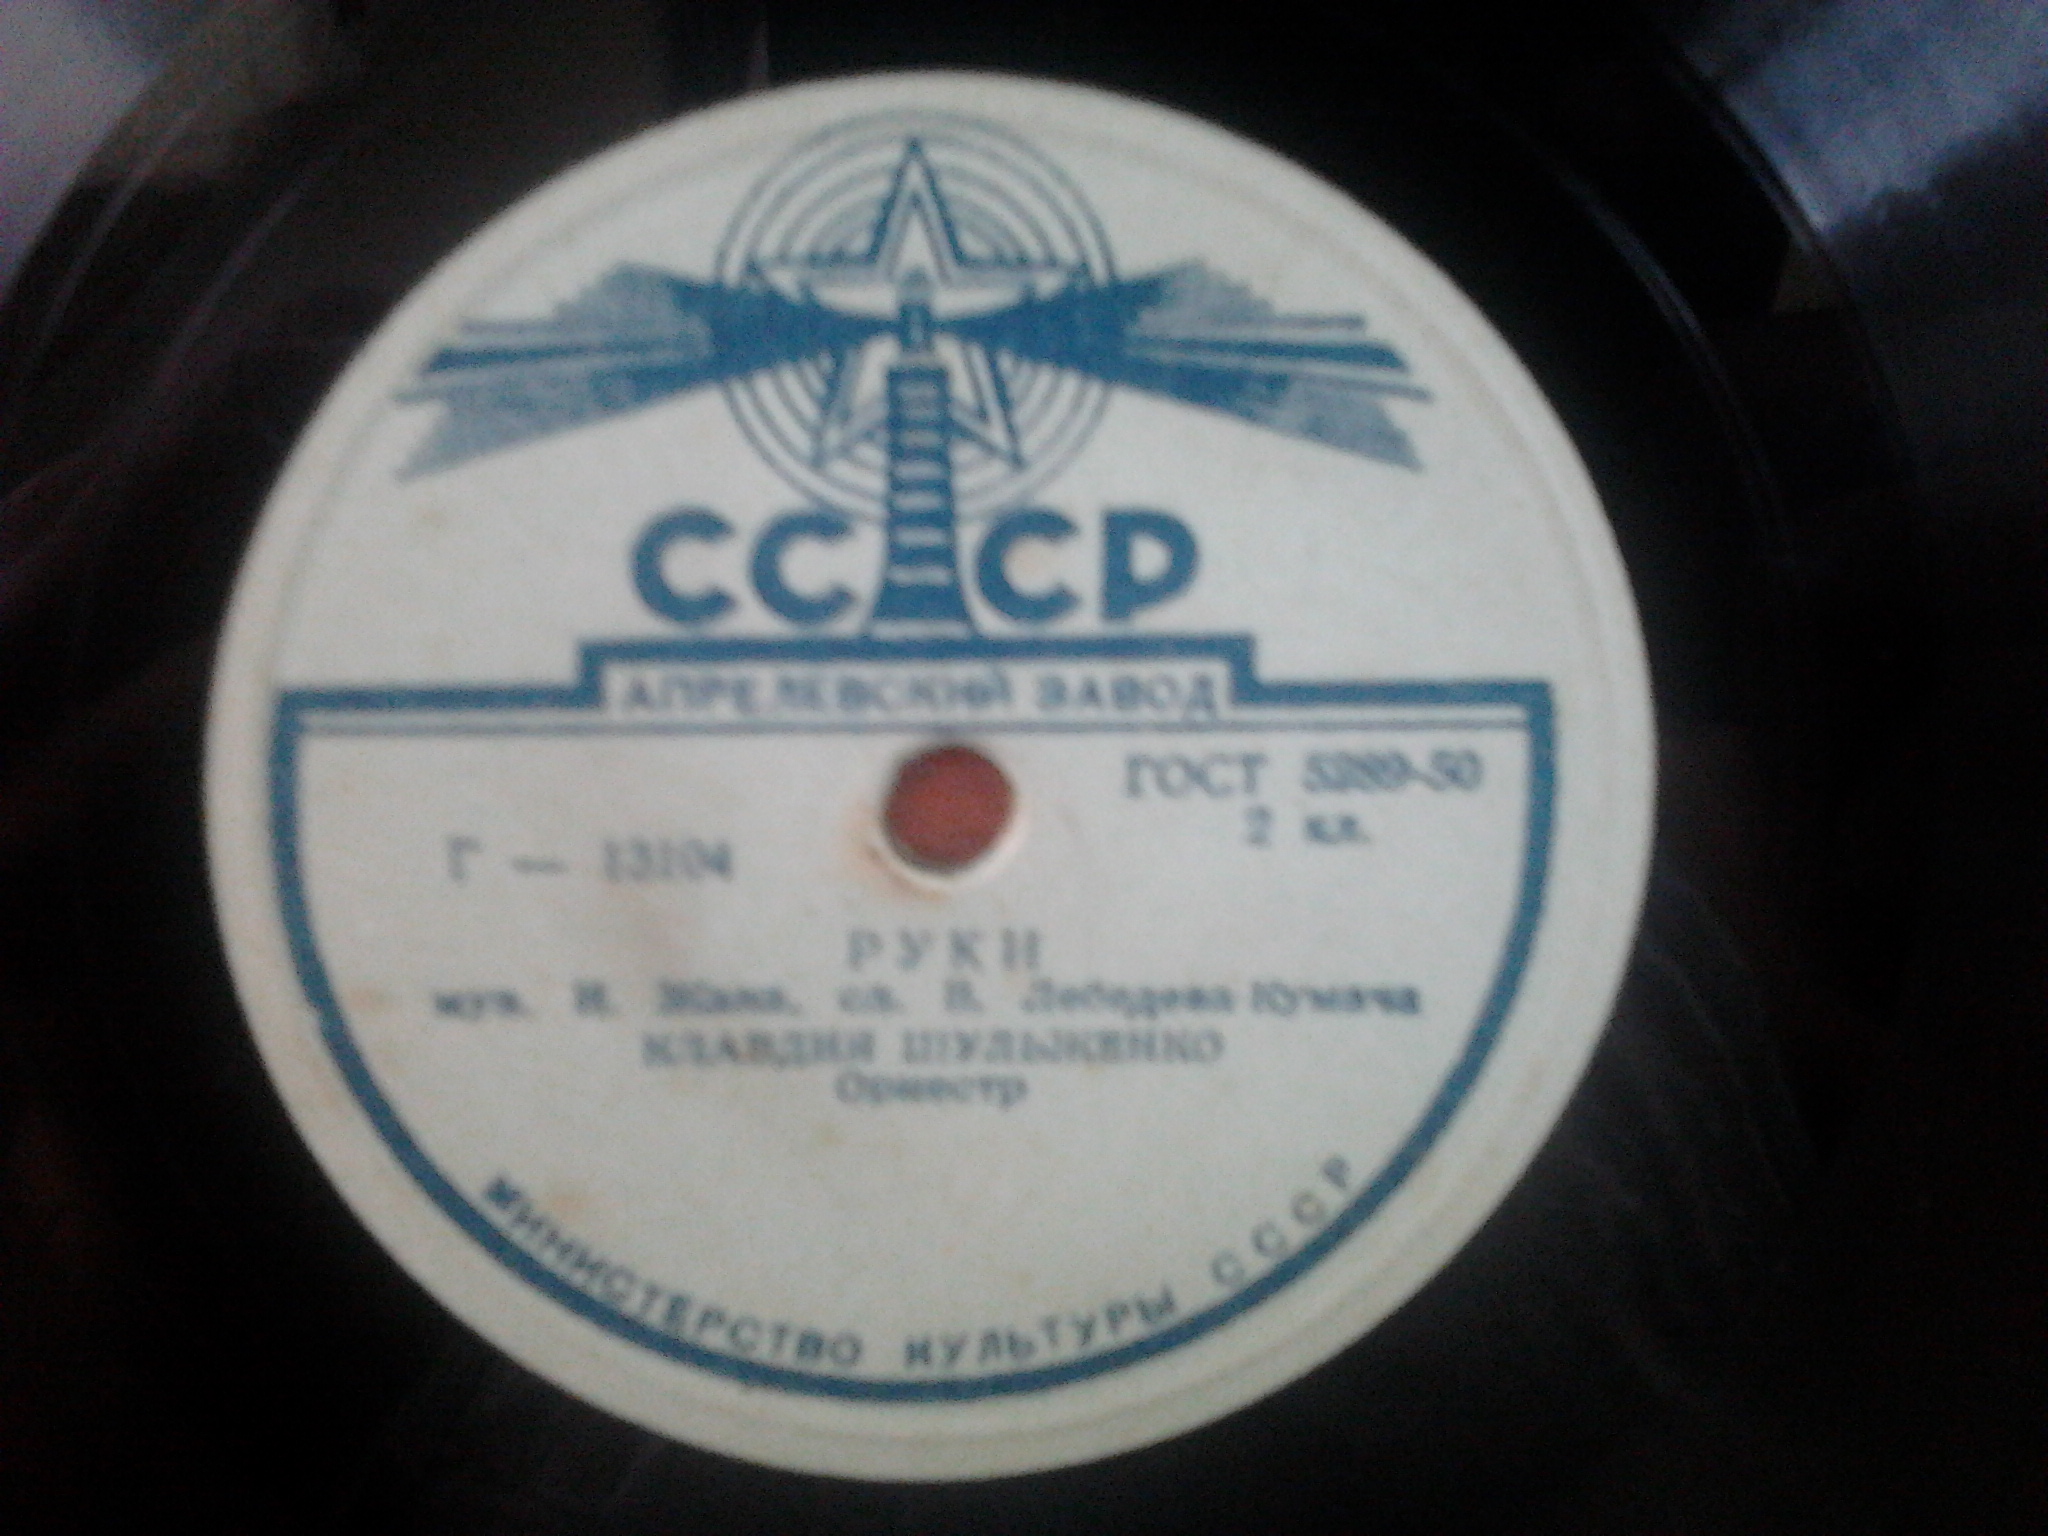 СССР
АПРЕЛЕВСКИЙ ЗАВОД
ГОСТ 5289-50
2 кл.
Г — 13104
РУКИ
муз. И. Жака, сл. В. Лебедева Кумача
КЛАВДИЯ ШУЛЬЖЕНКО
Оркестр
МИНИСТЕРСТВО КУЛЬТУРЫ СССР